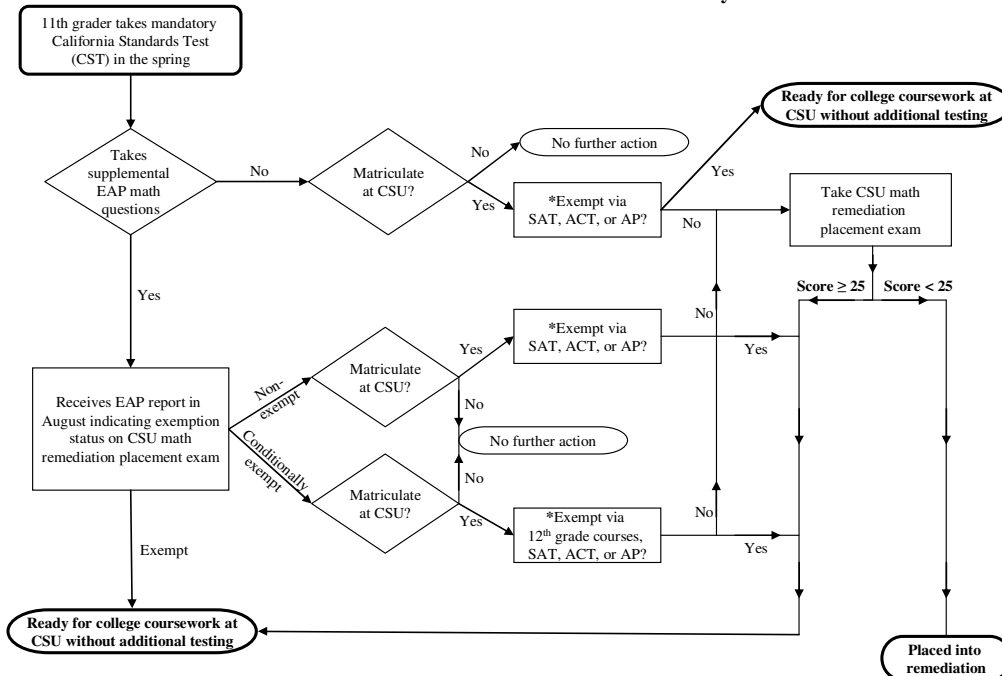 11th grader takes mandatory
California Standards Test
(CST) in the spring
Ready for college coursework at
CSU without additional testing
Takes
supplemental
EAP math
questions
No
Matriculate
at CSU?
No
No further action
Yes
*Exempt via
SAT, ACT, or AP?
Yes
No
Take CSU math
remediation
placement exam
Score ≥ 25
Score < 25
Yes
No
Receives EAP report in
August indicating exemption
status on CSU math
remediation placement exam
Non-
exempt
Matriculate
at CSU?
Yes
*Exempt via
SAT, ACT, or AP?
Yes
No
No further action
Conditionally
exempt
No
Matriculate
at CSU?
Yes
*Exempt via
12th grade courses,
SAT, ACT, or AP?
No
Yes
Exempt
Ready for college coursework at
CSU without additional testing
Placed into
remediation